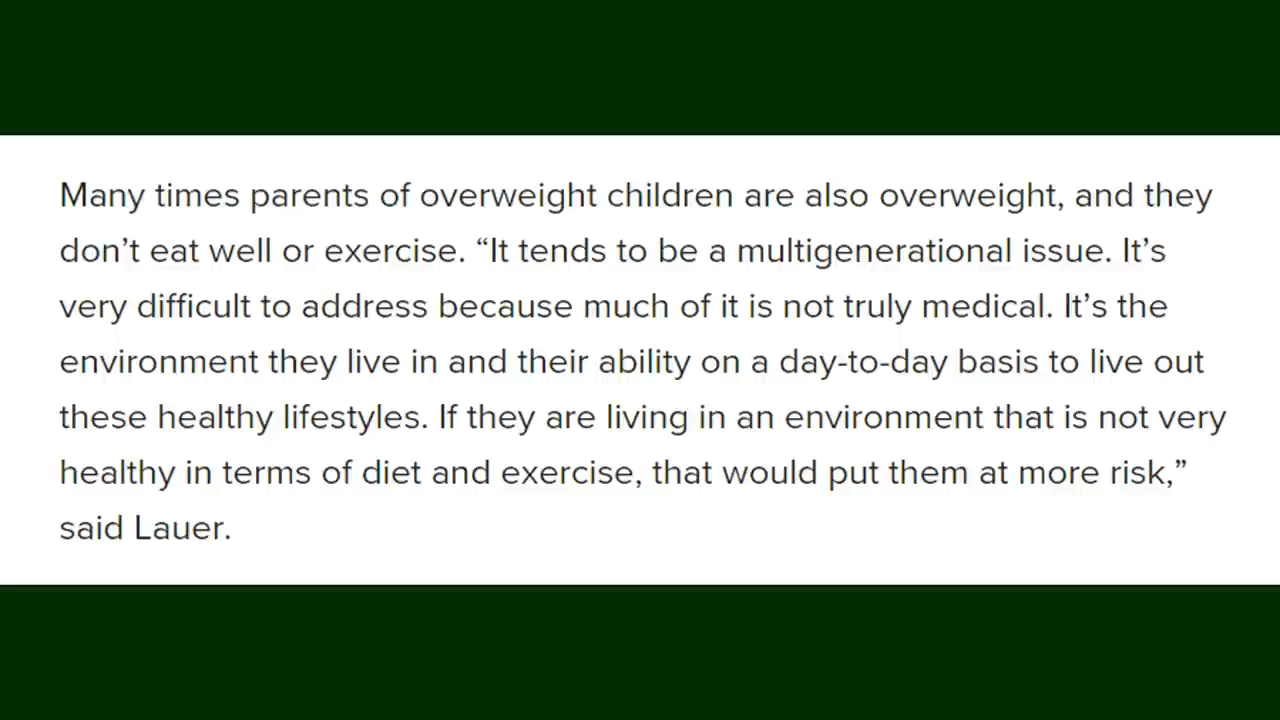 Many times parents of overweight children are also overweight, and they
don’t eat well or exercise. “It tends to be a multigenerational issue. It’s
very difficult to address because much of it is not truly medical. It’s the
environment they live in and their ability on a day-to-day basis to live out
these healthy lifestyles. If they are living in an environment that is not very
healthy in terms of diet and exercise, that would put them at more risk,”
said Lauer.